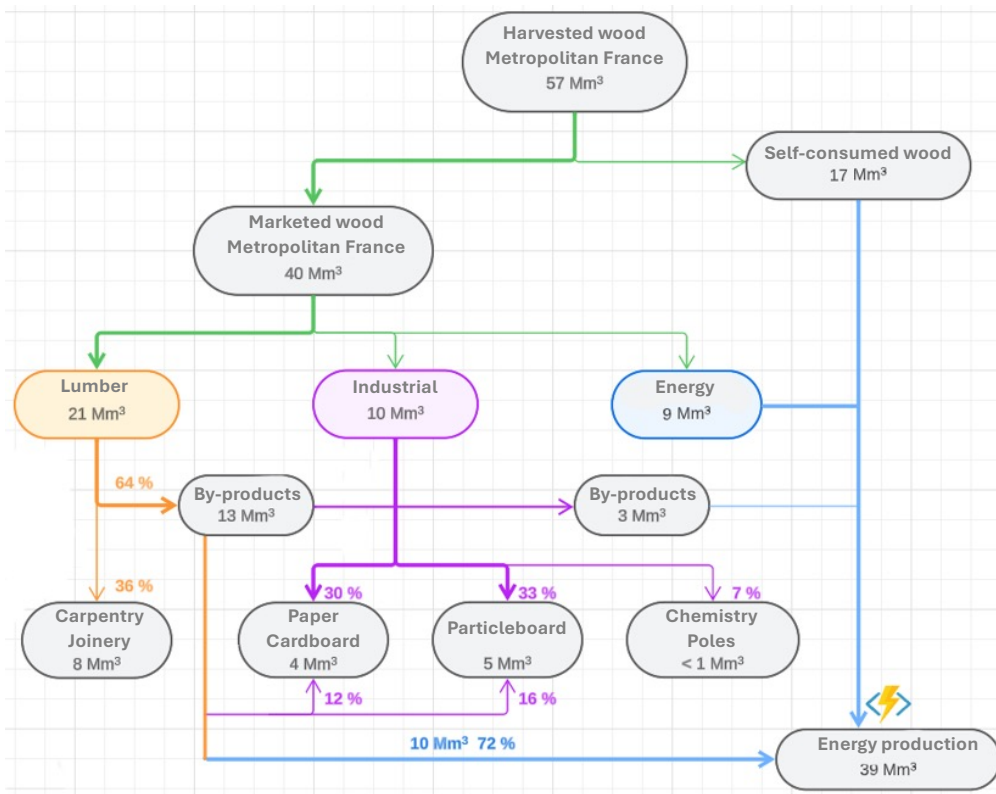 Harvested wood
Metropolitan France
57 Mm³
Self-consumed wood
17 Mm³
Marketed wood
Metropolitan France
40 Mm³
Lumber
21 Mm³
Industrial
10 Mm³
Energy
9 Mm³
64 %
By-products
13 Mm³
By-products
3 Mm³
36 %
30 %
33 %
7 %
Carpentry
Joinery
8 Mm³
Paper
Cardboard
4 Mm³
Particleboard
5 Mm³
Chemistry
Poles
< 1 Mm³
12 %
16 %
10 Mm³ 72 %
Energy production
39 Mm³